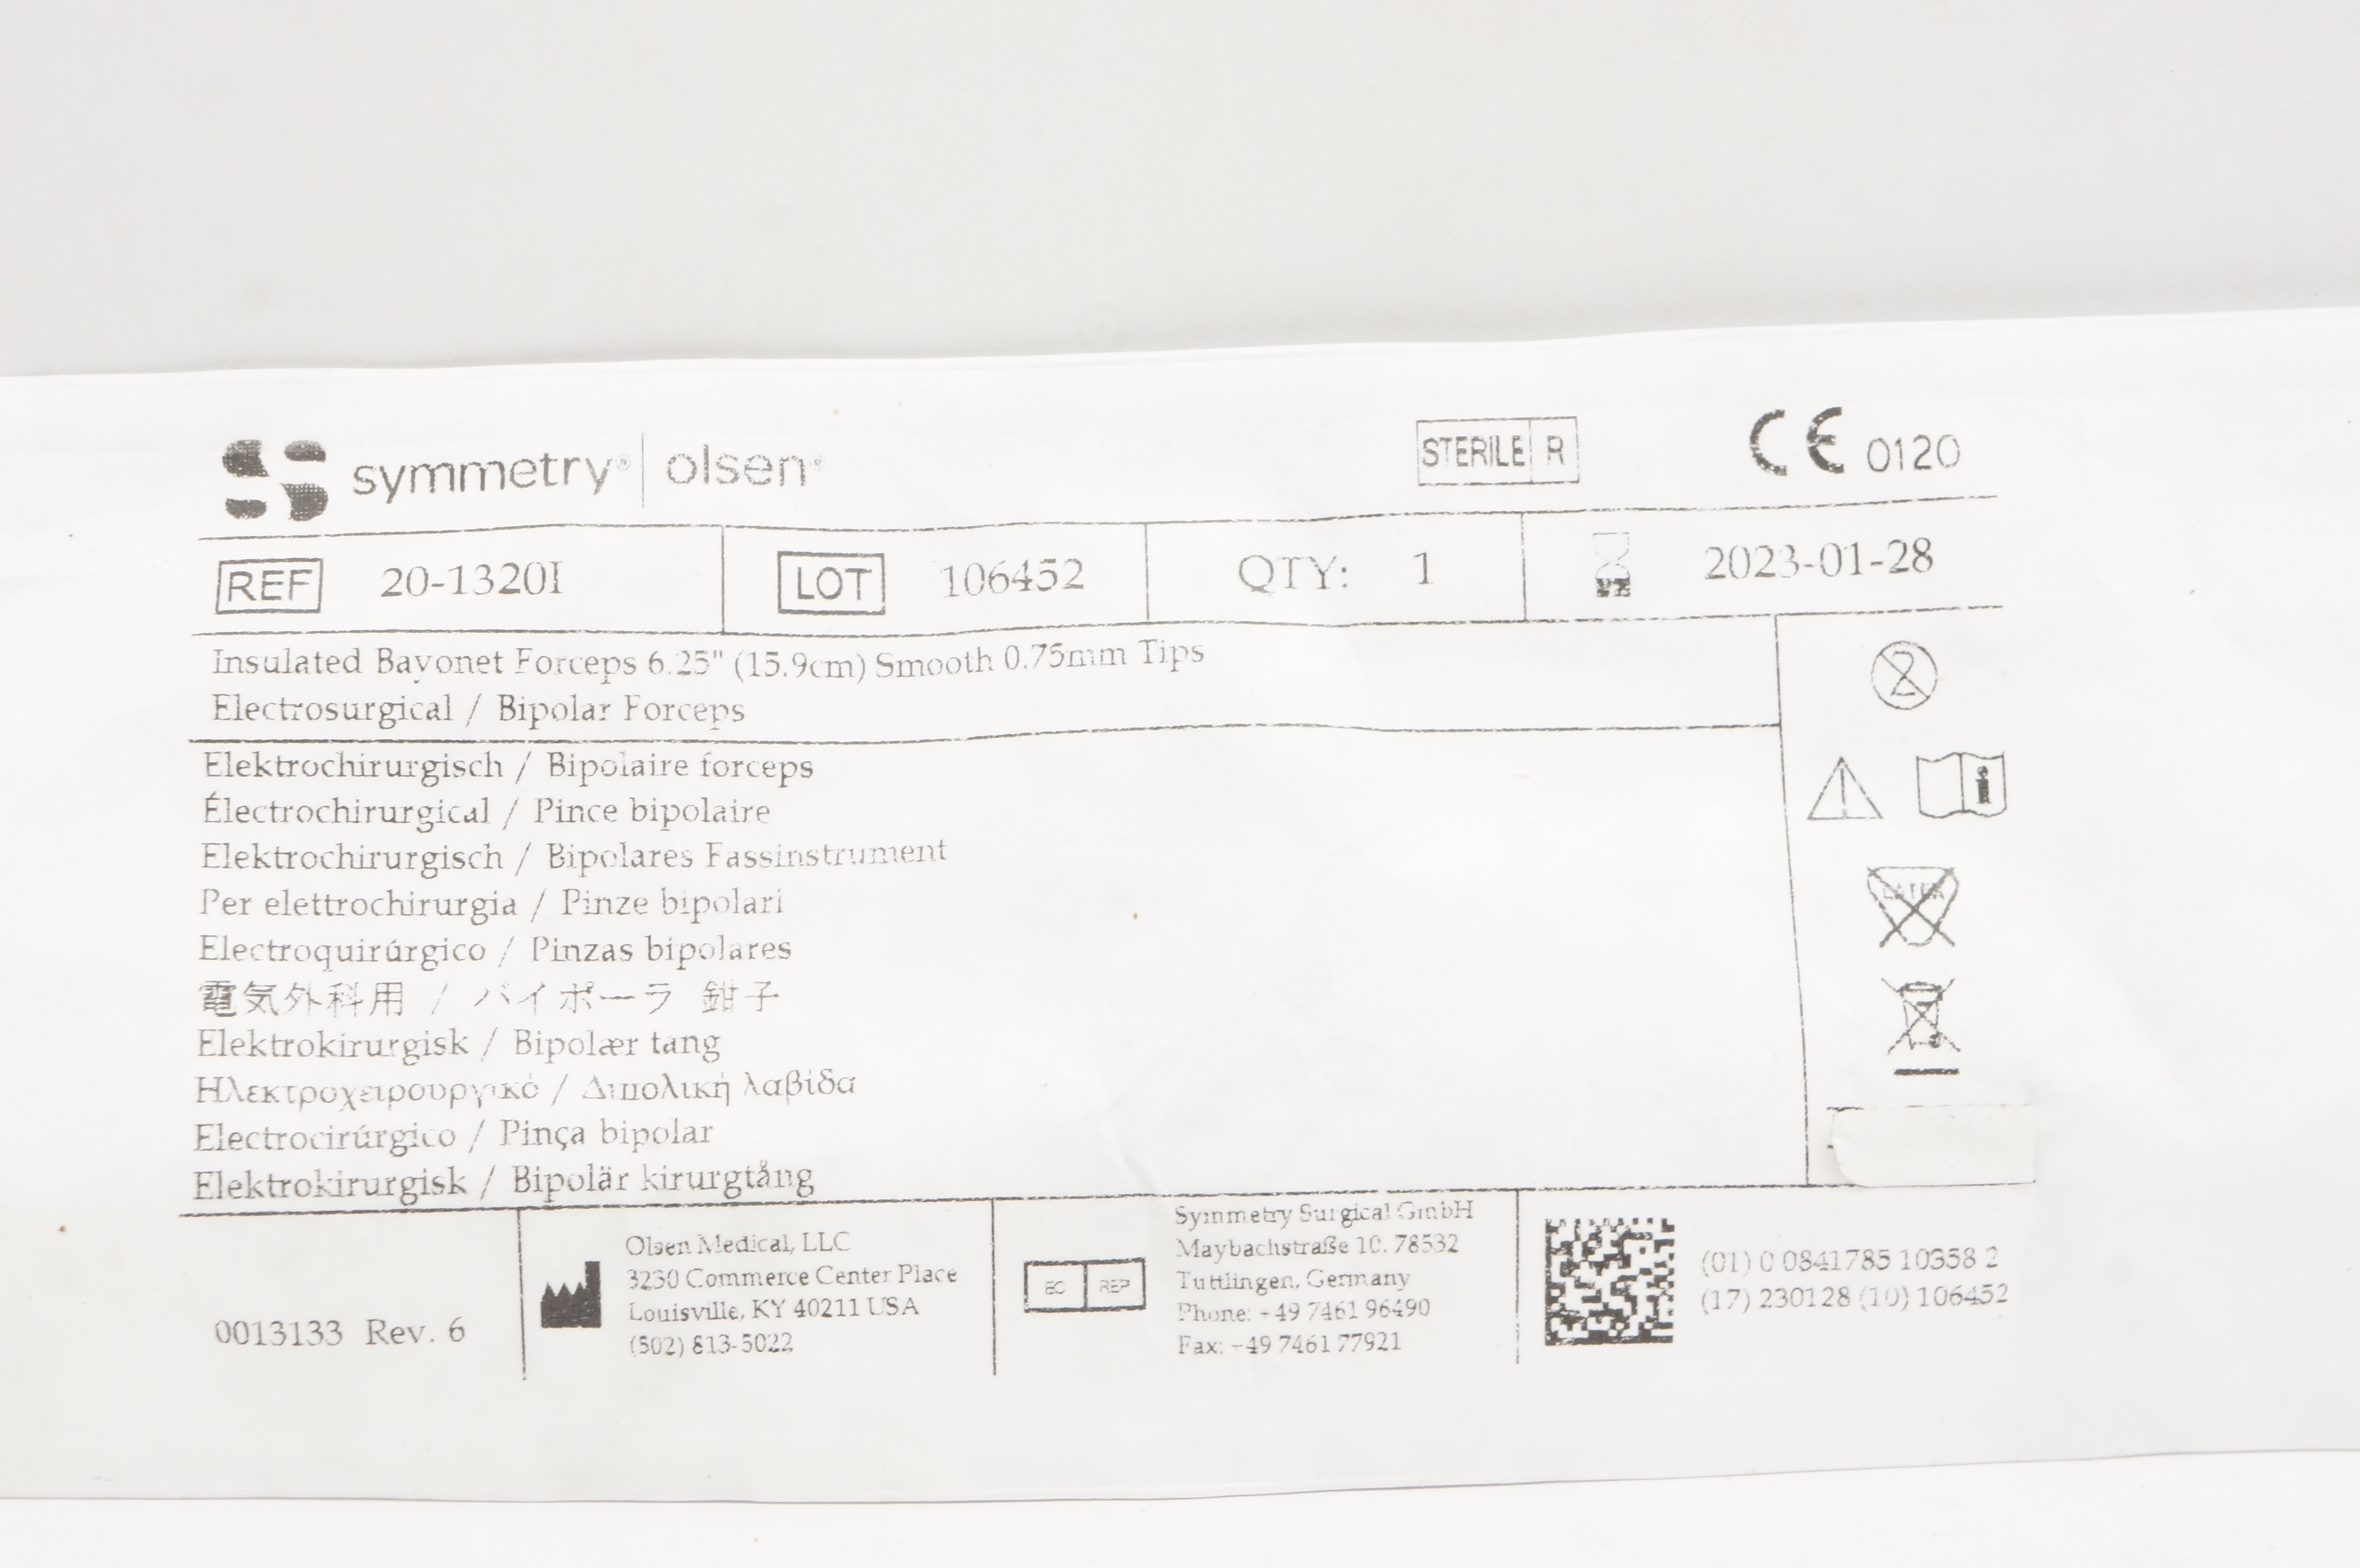 symmetry® olsen®
STERILE R
CE 0120
REF 20-1320I
LOT 106452
QTY: 1
2023-01-28
Insulated Bayonet Forceps 6.25" (15.9cm) Smooth 0.75mm Tips
Electrosurgical / Bipolar Forceps
2
Elektrochirurgisch / Bipolaire forceps
Électrochirurgical / Pince bipolaire
Elektrochirurgisch / Bipolares Fassinstrument
Per elettrochirurgia / Pinze bipolari
Electroquirúrgico / Pinzas bipolares
電気外科用 / バイポーラ 鉗子
Elektrokirurgisk / Bipolær tang
Ηλεκτροχειρουργικό / Διπολική λαβίδα
Electrocirúrgico / Pinça bipolar
Elektrokirurgisk / Bipolär kirurgtång
LATEX
0013133 Rev. 6
Olsen Medical, LLC
3230 Commerce Center Place
Louisville, KY 40211 USA
(502) 813-5022
EC REP
Symmetry Surgical GmbH
Maybachstraße 10. 78532
Tuttlingen, Germany
Phone: +49 7461 96490
Fax: +49 7461 77921
(01) 0 0841785 10358 2
(17) 230128 (10) 106452